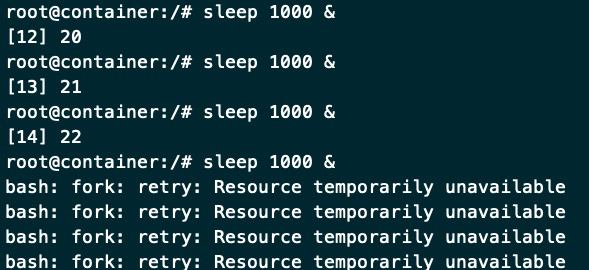 root@container:/# sleep 1000 &
[12] 20
root@container:/# sleep 1000 &
[13] 21
root@container:/# sleep 1000 &
[14] 22
root@container:/# sleep 1000 &
bash: fork: retry: Resource temporarily unavailable
bash: fork: retry: Resource temporarily unavailable
bash: fork: retry: Resource temporarily unavailable
bash: fork: retry: Resource temporarily unavailable